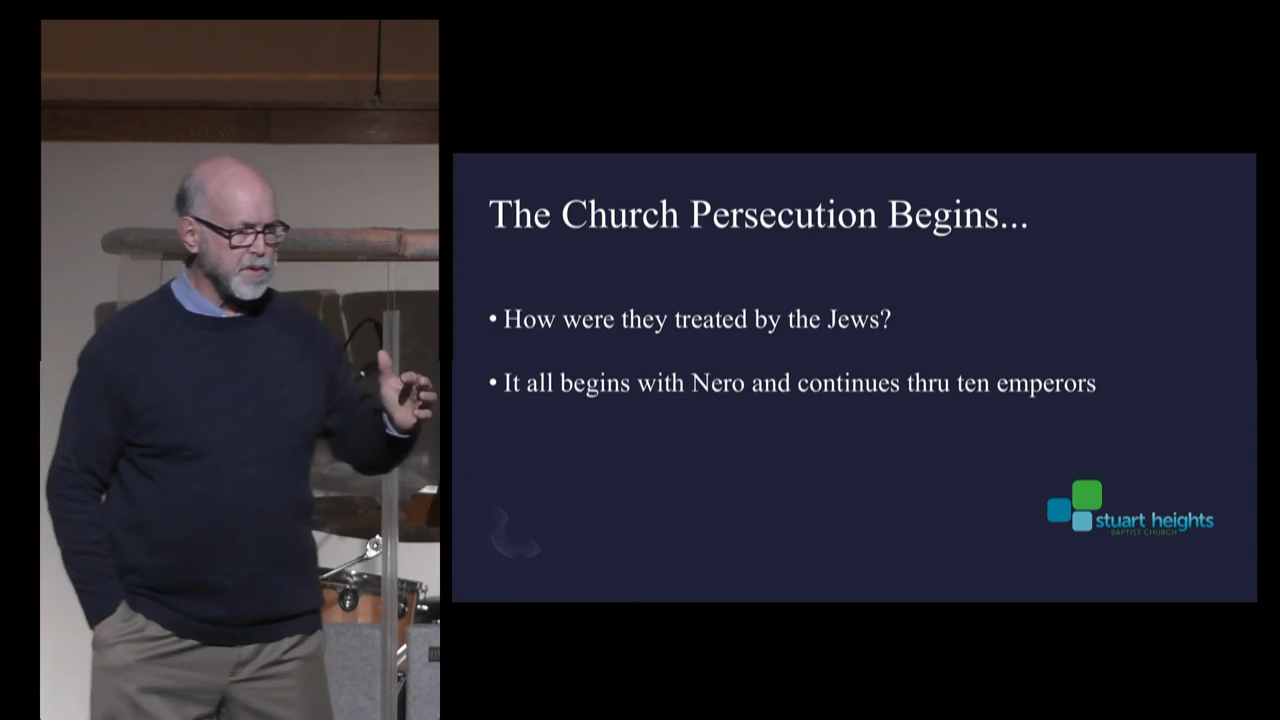 The Church Persecution Begins...
• How were they treated by the Jews?
• It all begins with Nero and continues thru ten emperors
stuart heights
BAPTIST CHURCH